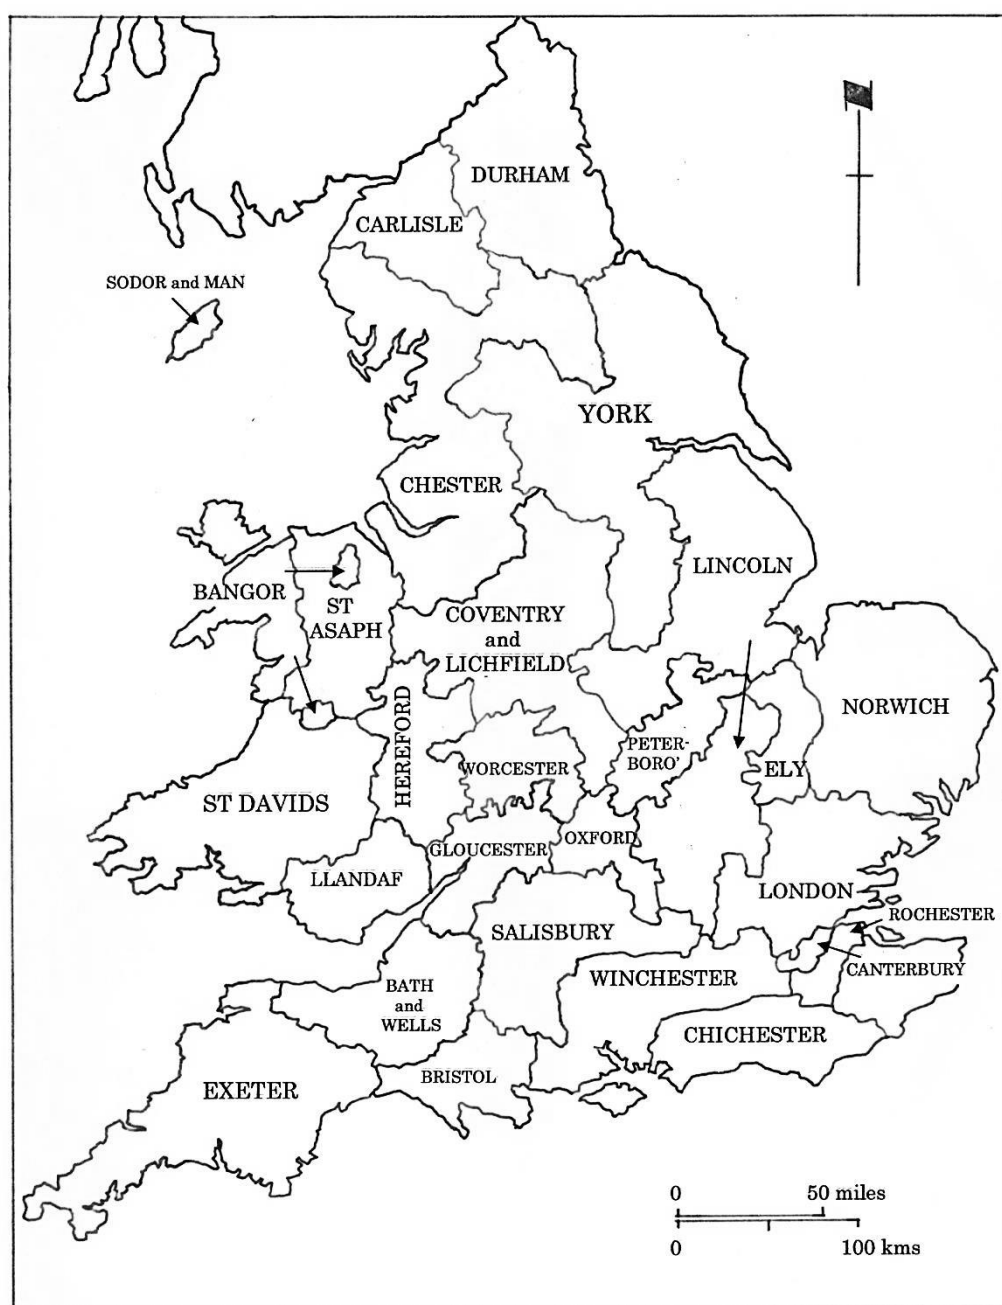 DURHAM
CARLISLE
SODOR and MAN
YORK
CHESTER
LINCOLN
BANGOR
ST
ASAPH
COVENTRY
and
LICHFIELD
HEREFORD
NORWICH
PETER-
BORO'
ELY
WORCESTER
ST DAVIDS
GLOUCESTER
OXFORD
LLANDAF
LONDON
ROCHESTER
SALISBURY
CANTERBURY
WINCHESTER
BATH
and
WELLS
CHICHESTER
BRISTOL
EXETER
0 50 miles
0 100 kms